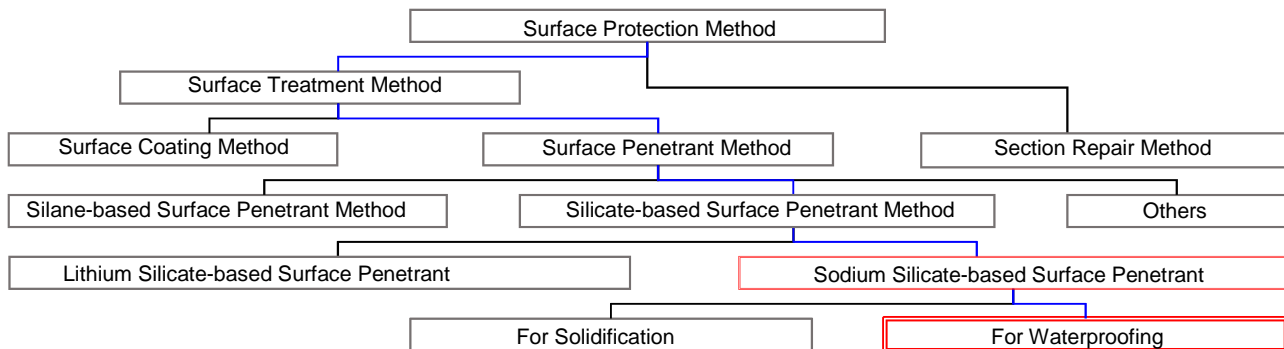 Surface Protection Method
Surface Treatment Method
Surface Coating Method
Surface Penetrant Method
Section Repair Method
Silane-based Surface Penetrant Method
Silicate-based Surface Penetrant Method
Others
Lithium Silicate-based Surface Penetrant
Sodium Silicate-based Surface Penetrant
For Solidification
For Waterproofing